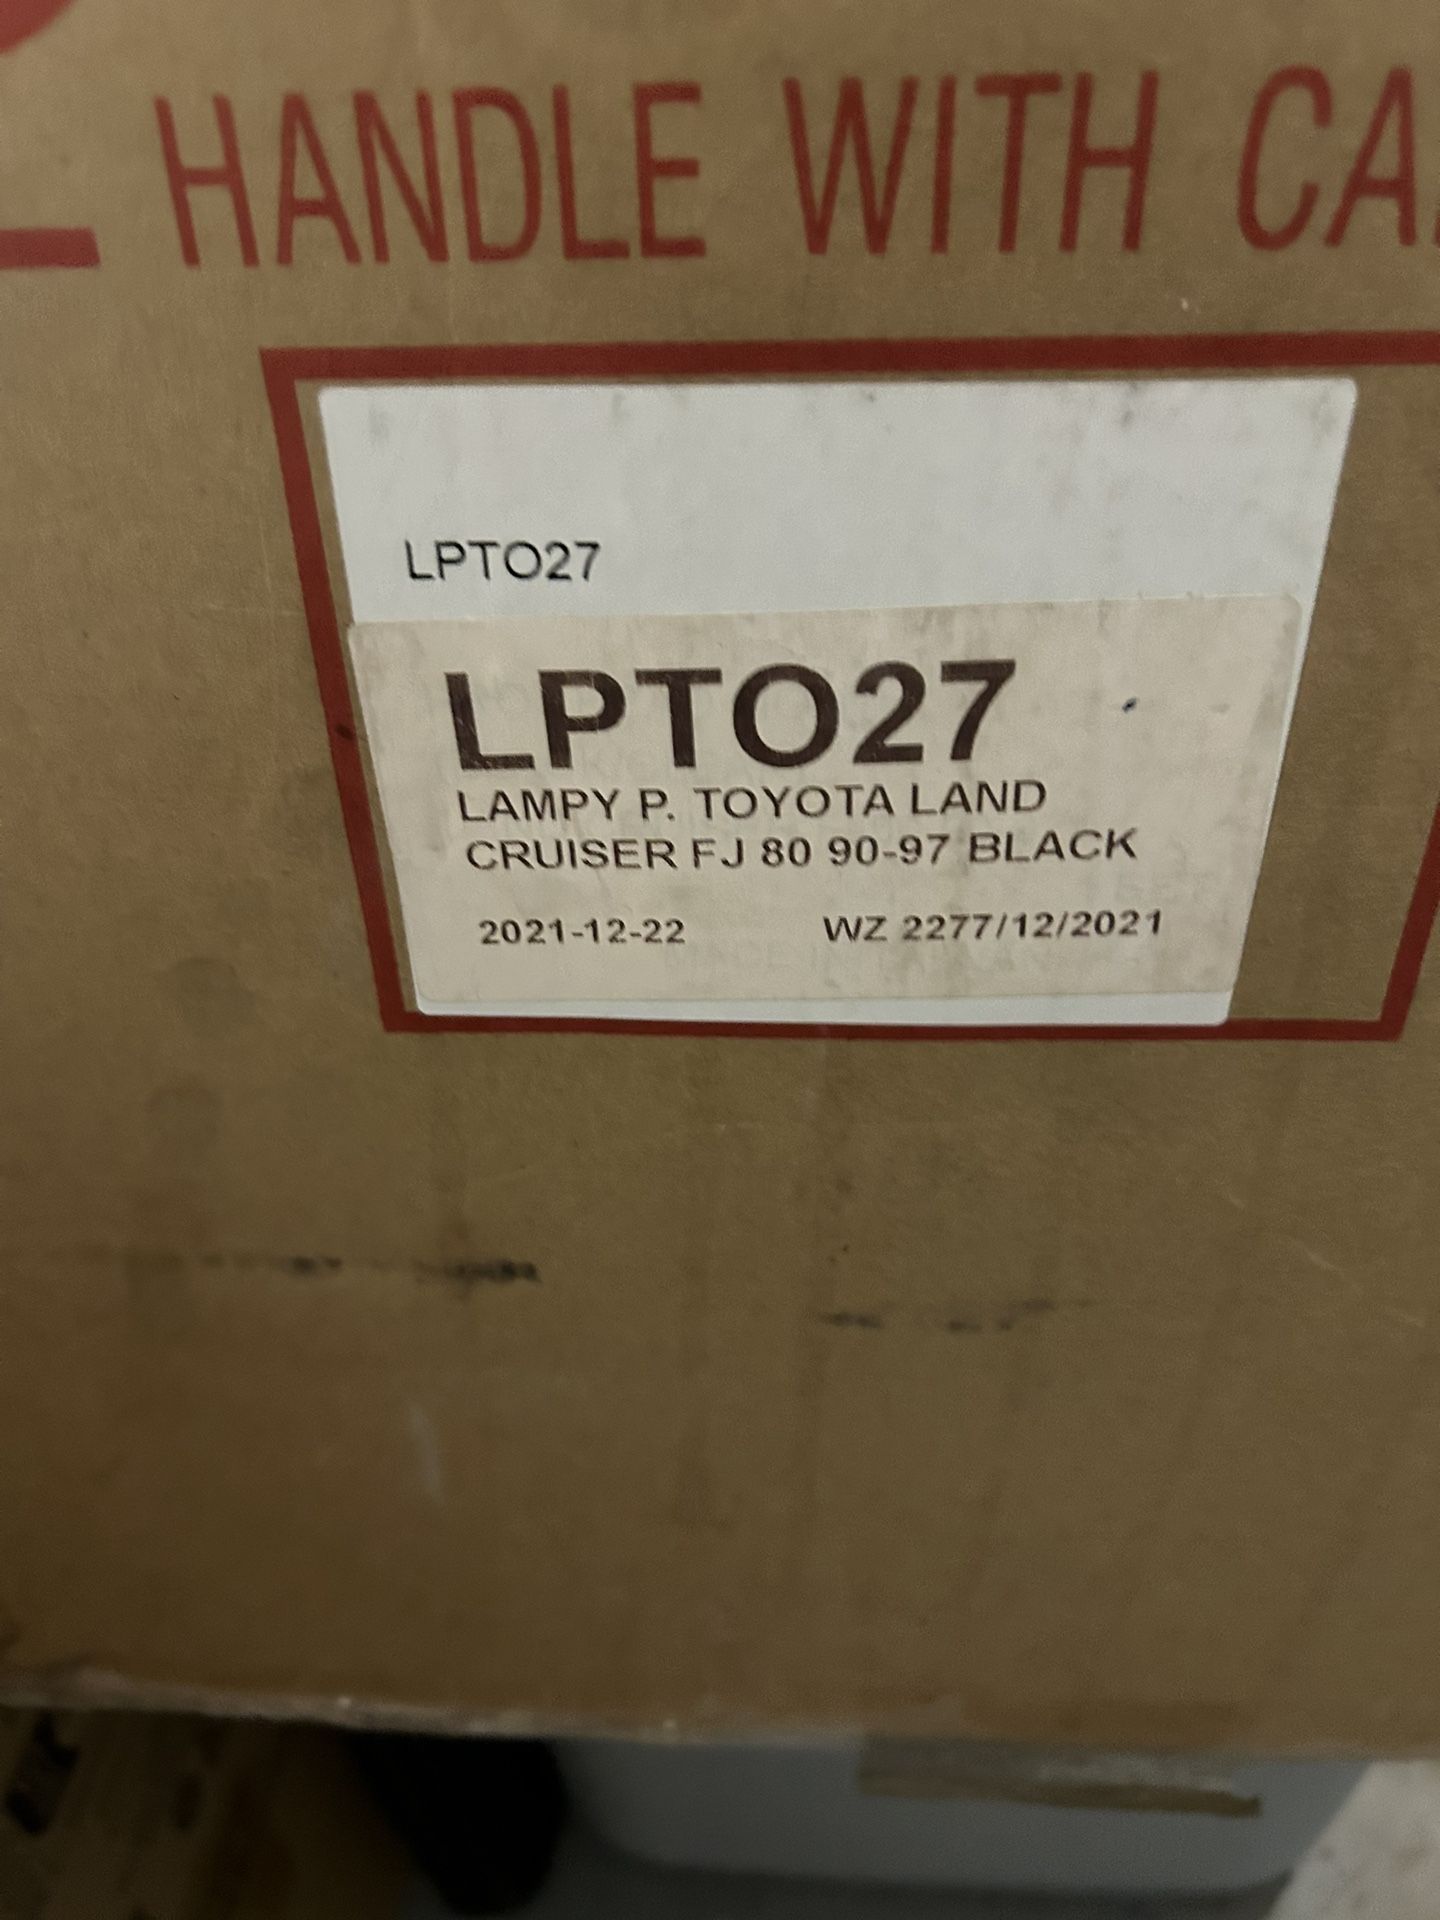 HANDLE WITH CA
LPTO27
LPTO27
LAMPY P. TOYOTA LAND
CRUISER FJ 80 90-97 BLACK
2021-12-22 WZ 2277/12/2021